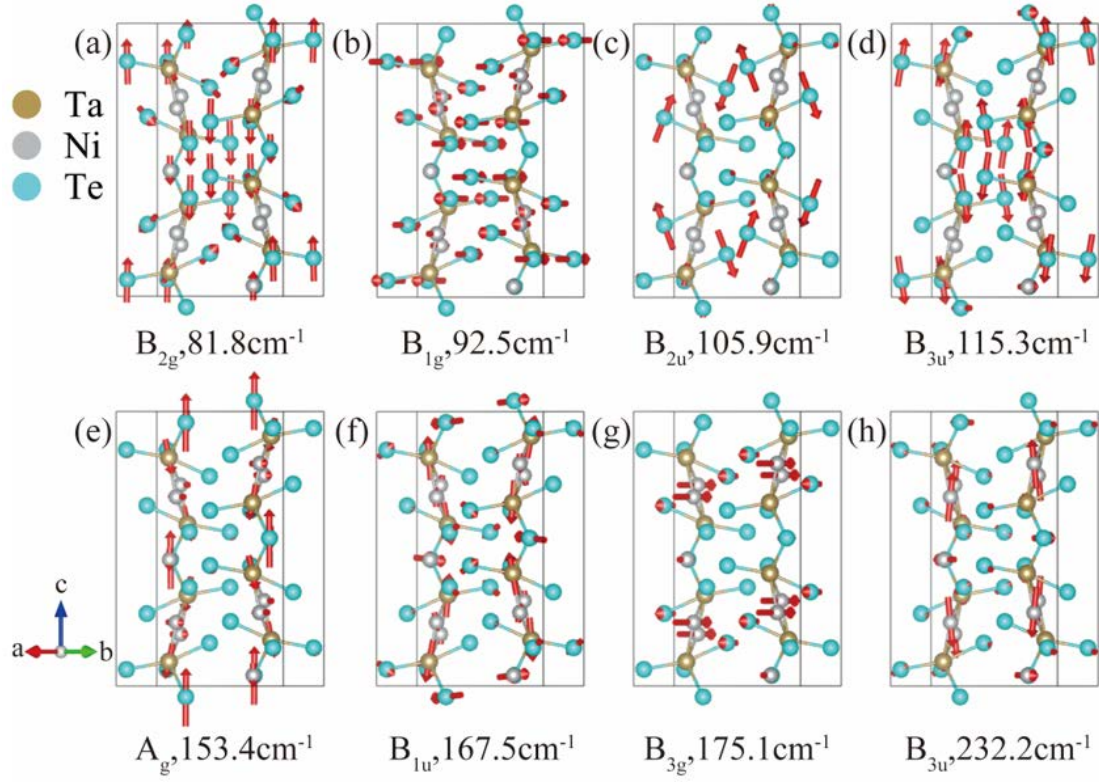 (a) (b) (c) (d)
Ta
Ni
Te
B2g,81.8cm-1 B1g,92.5cm-1 B2u,105.9cm-1 B3u,115.3cm-1
(e) (f) (g) (h)
c
a b
Ag,153.4cm-1 B1u,167.5cm-1 B3g,175.1cm-1 B3u,232.2cm-1